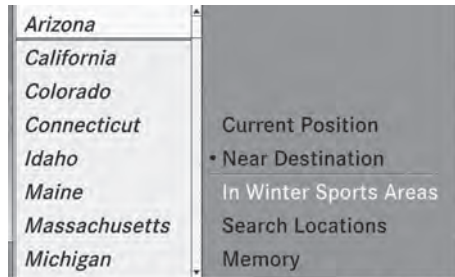 Arizona
California
Colorado
Connecticut
Idaho
Maine
Massachusetts
Michigan
Current Position
• Near Destination
In Winter Sports Areas
Search Locations
Memory